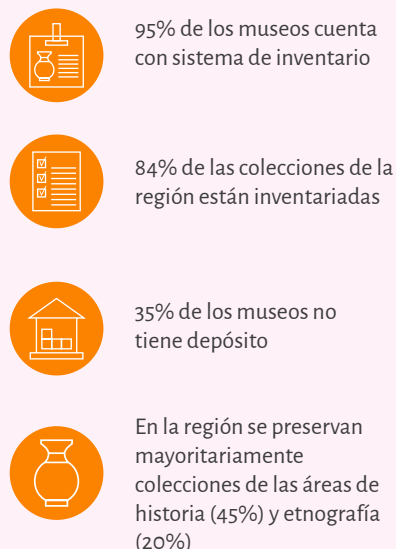 95% de los museos cuenta
con sistema de inventario
84% de las colecciones de la
región están inventariadas
35% de los museos no
tiene depósito
En la región se preservan
mayoritariamente
colecciones de las áreas de
historia (45%) y etnografía
(20%)